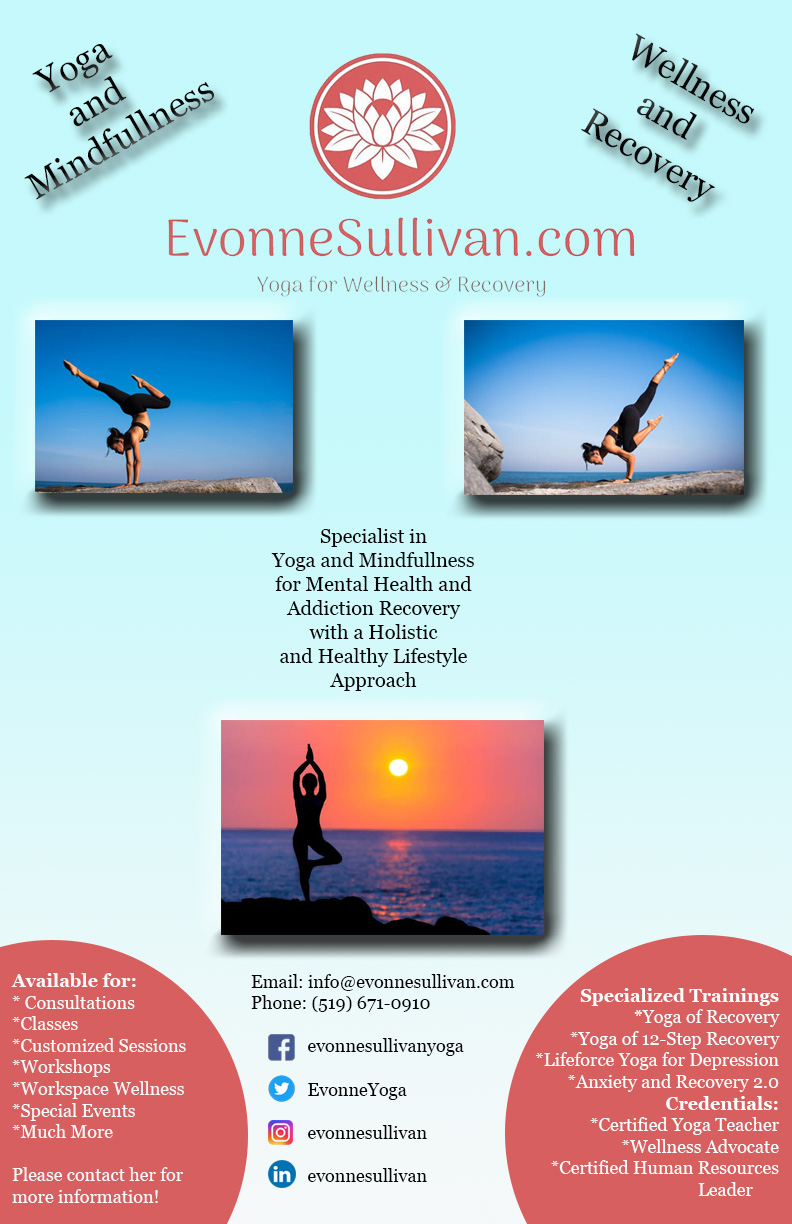 Yoga
and
Mindfullness
Wellness
and
Recovery
EvonneSullivan.com
Yoga for Wellness & Recovery
Specialist in
Yoga and Mindfullness
for Mental Health and
Addiction Recovery
with a Holistic
and Healthy Lifestyle
Approach
Available for:
* Consultations
*Classes
*Customized Sessions
*Workshops
*Workspace Wellness
*Special Events
*Much More
Please contact her for
more information!
Email: info@evonnesullivan.com
Phone: (519) 671-0910
evonnesullivanyoga
EvonneYoga
evonnesullivan
in evonnesullivan
Specialized Trainings
*Yoga of Recovery
*Yoga of 12-Step Recovery
*Lifeforce Yoga for Depression
*Anxiety and Recovery 2.0
Credentials:
*Certified Yoga Teacher
*Wellness Advocate
*Certified Human Resources
Leader